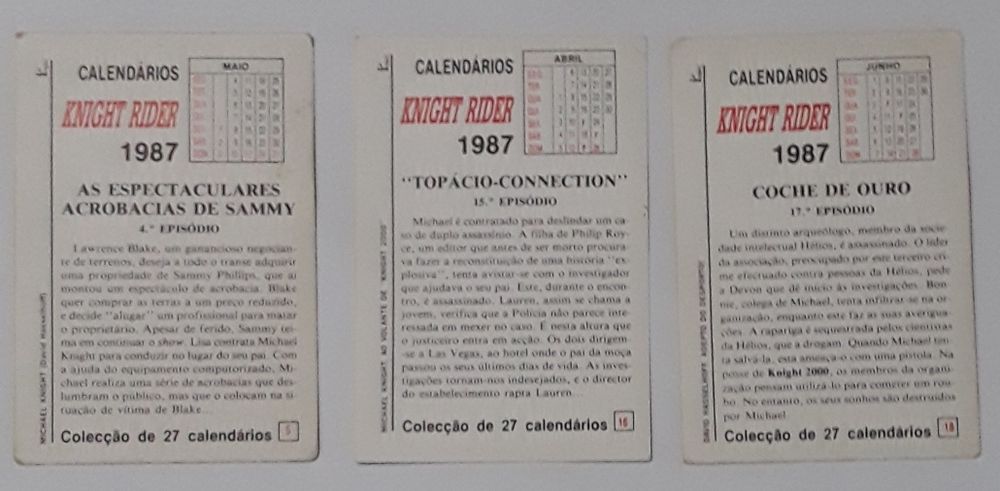 CALENDÁRIOS
KNIGHT RIDER
1987
MAIO
AS ESPECTACULARES
ACROBACIAS DE SAMMY
4.º EPISÓDIO
Lawrence Blake, um ganancioso negocian-
te de terrenos, deseja a todo o transe adquirir
uma propriedade de Sammy Phillips, que aí
montou um espectáculo de acrobacia. Blake
quer comprar as terras a um preço reduzido,
e decide "alugar" um profissional para matar
o proprietário. Apesar de ferido, Sammy tei-
ma em continuar o show. Lisa contrata Michael
Knight para conduzir no lugar do seu pai. Com
a ajuda do equipamento computorizado, Mi-
chael realiza uma série de acrobacias que des-
lumbram o público, mas que o colocam na si-
tuação de vítima de Blake...
Colecção de 27 calendários 5
MICHAEL KNIGHT (David Hasselhoff)
CALENDÁRIOS
KNIGHT RIDER
1987
ABRIL
"TOPÁCIO-CONNECTION"
15.º EPISÓDIO
Michael é contratado para deslindar um ca-
so de duplo assassínio. A filha de Philip Roy-
ce, um editor que antes de ser morto procura-
va fazer a reconstituição de uma história "ex-
plosiva", tenta avistar-se com o investigador
que ajudava o seu pai. Este, durante o encon-
tro, é assassinado. Lauren, assim se chama a
jovem, verifica que a Polícia não parece inte-
ressada em mexer no caso. É nesta altura que
o justiceiro entra em acção. Os dois dirigem-
-se a Las Vegas, ao hotel onde o pai da moça
passou os seus últimos dias de vida. As inves-
tigações tornam-nos indesejados, e o director
do estabelecimento rapta Lauren...
Colecção de 27 calendários 16
MICHAEL KNIGHT, AO VOLANTE DE "KNIGHT 2000"
CALENDÁRIOS
KNIGHT RIDER
1987
JUNHO
COCHE DE OURO
17.º EPISÓDIO
Um distinto arqueólogo, membro da socie-
dade intelectual Hélios, é assassinado. O líder
da associação, preocupado por este terceiro cri-
me efectuado contra pessoas da Hélios, pede
a Devon que dê início às investigações. Bon-
nie, colega de Michael, tenta infiltrar-se na or-
ganização, enquanto este faz as suas averigua-
ções. A rapariga é sequestrada pelos cientistas
da Hélios, que a drogam. Quando Michael ten-
ta salvá-la, esta ameaça-o com uma pistola. Na
posse de Knight 2000, os membros da organi-
zação pensam utilizá-lo para cometer um rou-
bo. No entanto, os seus sonhos são destruídos
por Michael.
Colecção de 27 calendários 18
DAVID HASSELHOFF ADEPTO DO DESPORTO